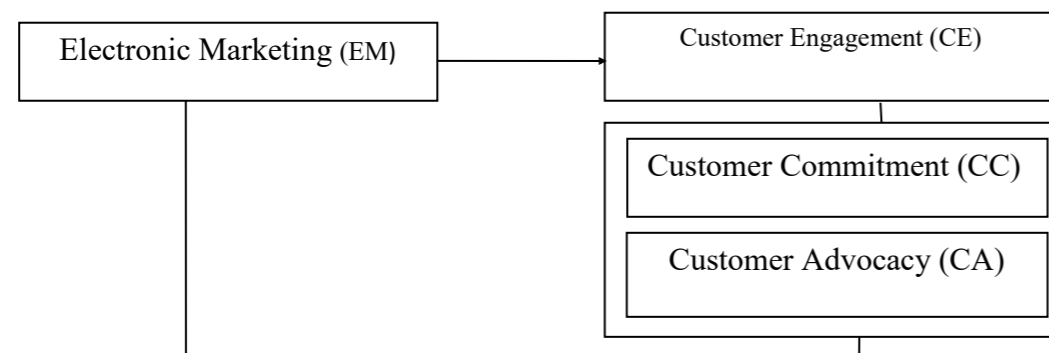 Electronic Marketing (EM)
Customer Engagement (CE)
Customer Commitment (CC)
Customer Advocacy (CA)